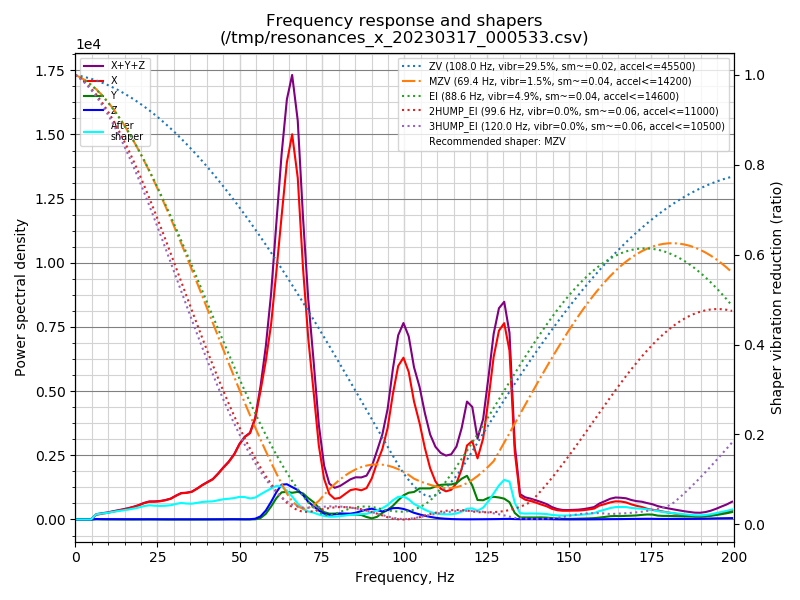 Frequency response and shapers
(/tmp/resonances_x_20230317_000533.csv)
1e4
X+Y+Z
X
Y
Z
After
shaper
ZV (108.0 Hz, vibr=29.5%, sm~=0.02, accel<=45500)
MZV (69.4 Hz, vibr=1.5%, sm~=0.04, accel<=14200)
EI (88.6 Hz, vibr=4.9%, sm~=0.04, accel<=14600)
2HUMP_EI (99.6 Hz, vibr=0.0%, sm~=0.06, accel<=11000)
3HUMP_EI (120.0 Hz, vibr=0.0%, sm~=0.06, accel<=10500)
Recommended shaper: MZV
1.75
1.50
1.25
1.00
0.75
0.50
0.25
0.00
Power spectral density
1.0
0.8
0.6
0.4
0.2
0.0
Shaper vibration reduction (ratio)
0
25
50
75
100
125
150
175
200
Frequency, Hz